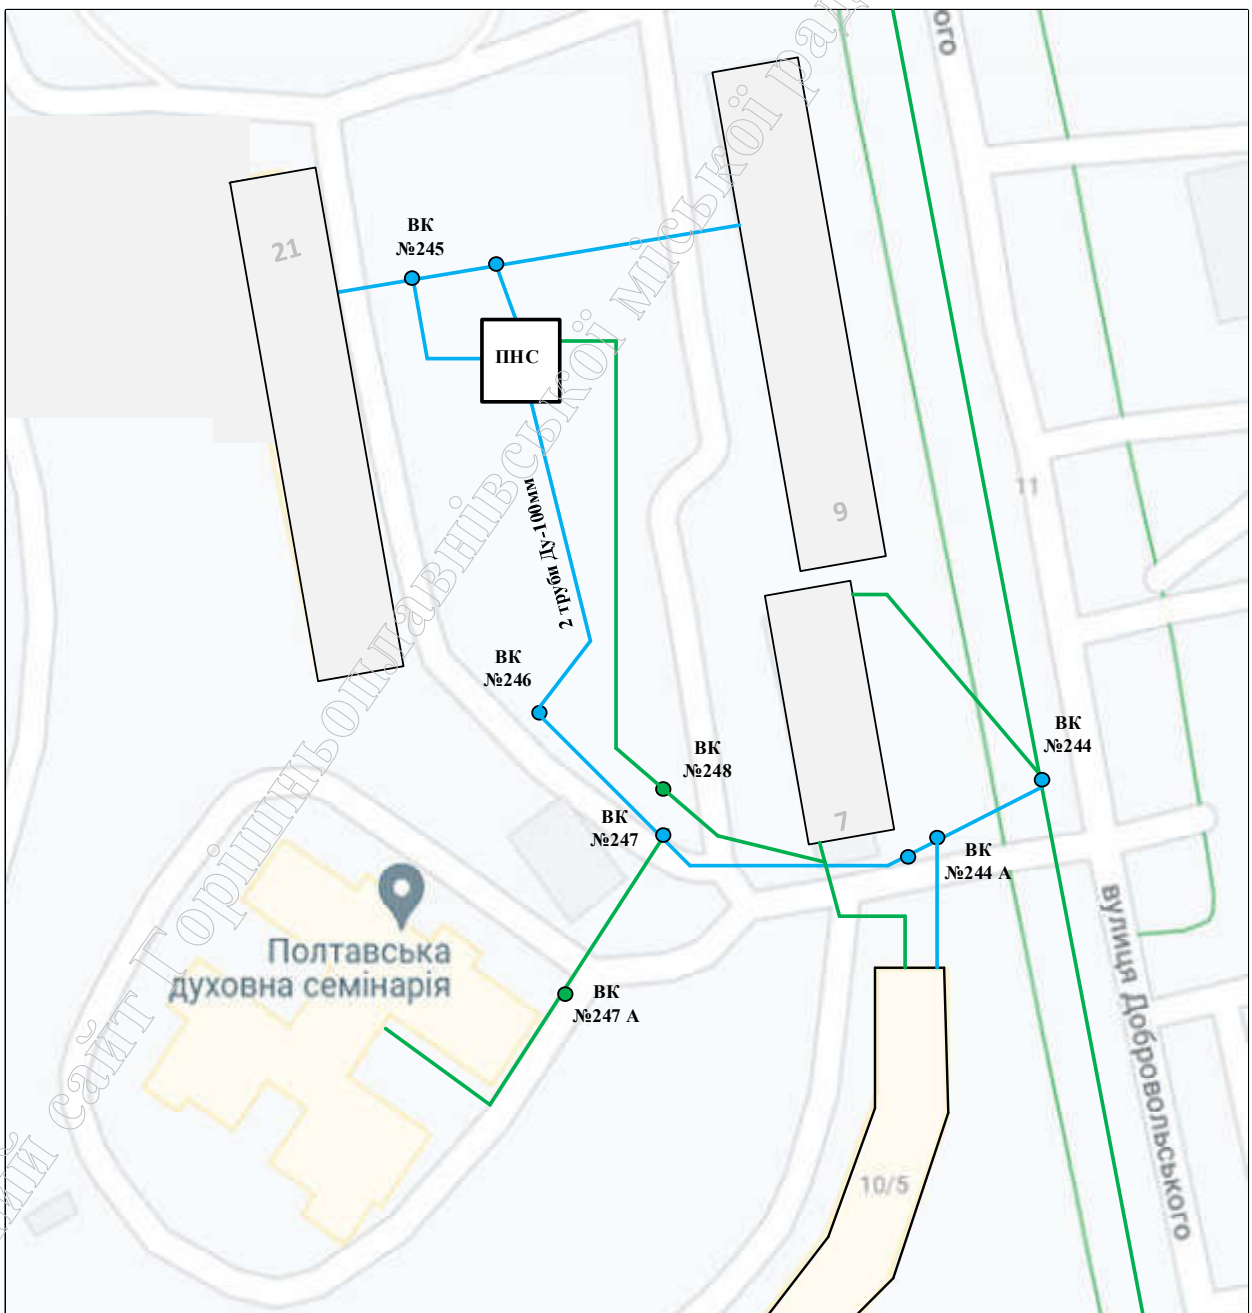 ого
ВК
№245
21
ПНС
2 труби Ду-100мм
9
11
ВК
№246
ВК
№248
ВК
№244
ВК
№247
7
ВК
№244 А
Полтавська
духовна семінарія
ВК
№247 А
вулиця Добровольського
10/5
сайт Горішньоплавнівської міської рад